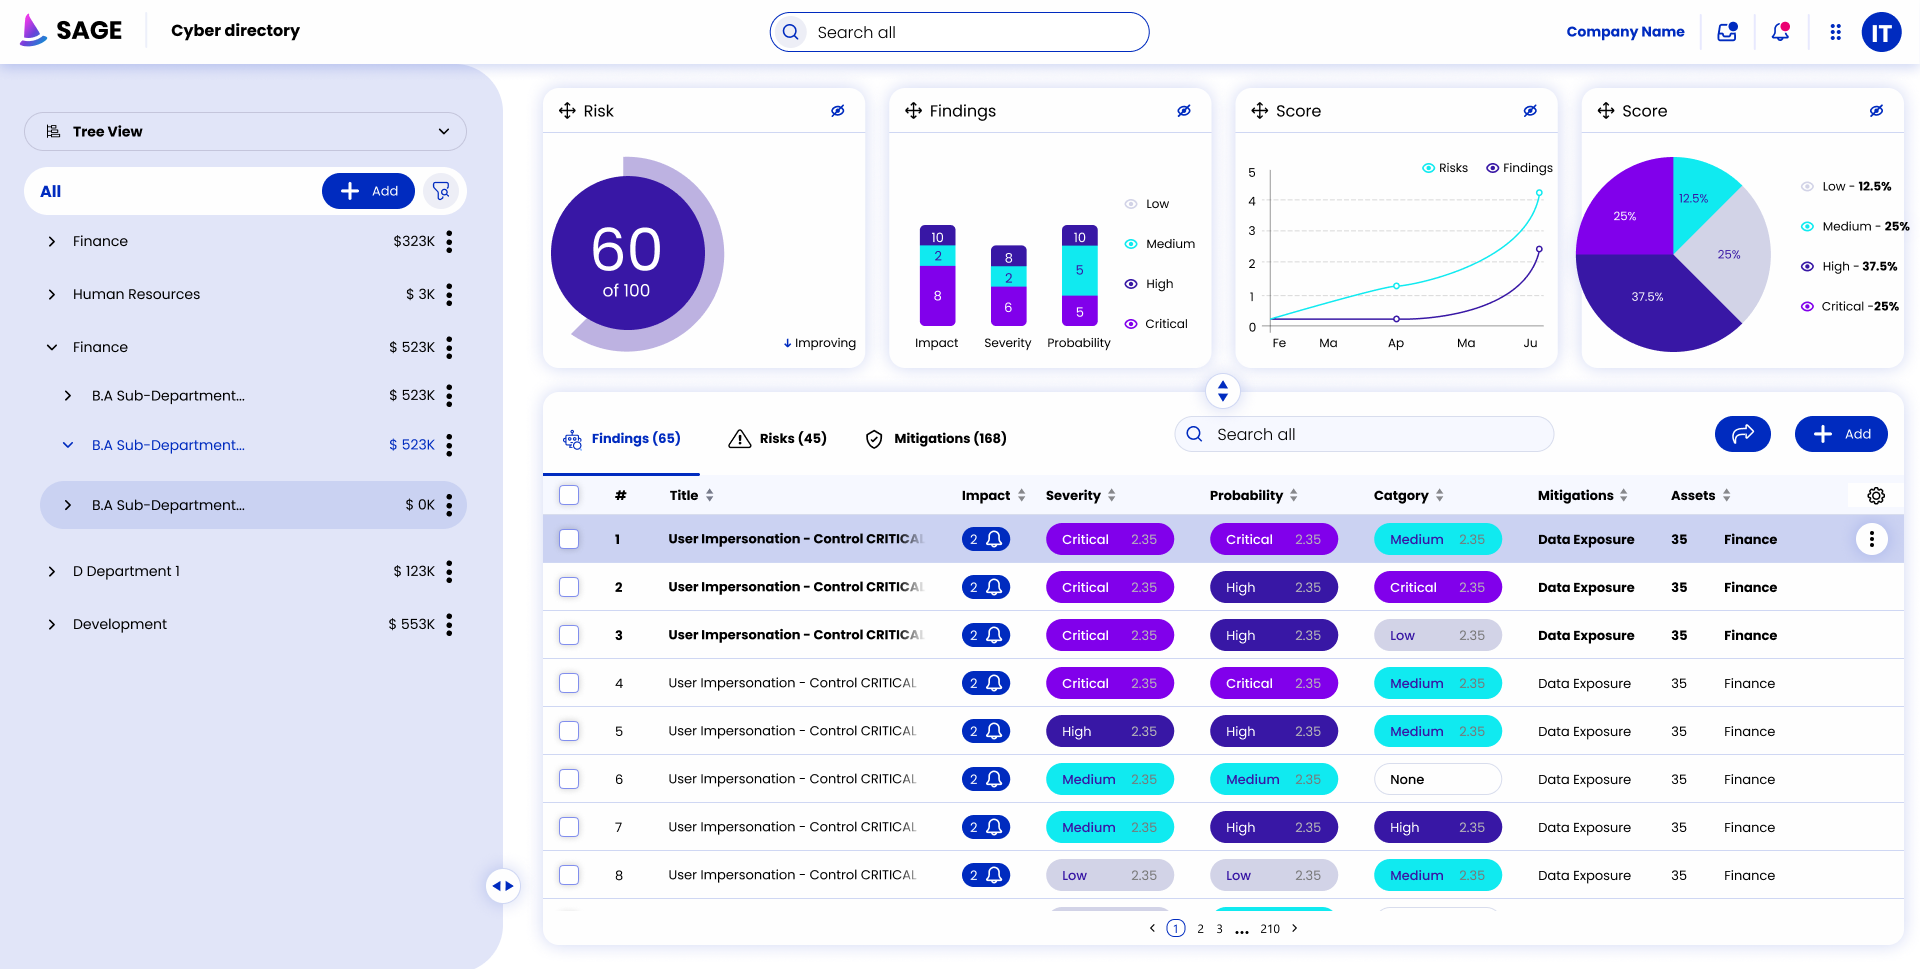 SAGE
Cyber directory
Search all
Company Name
IT
Tree View
All
Add
Finance $323K
Human Resources $ 3K
Finance $ 523K
B.A Sub-Department... $ 523K
B.A Sub-Department... $ 523K
B.A Sub-Department... $ 0K
D Department 1 $ 123K
Development $ 553K
Risk
60
of 100
Improving
Findings
10
2
8
8
2
6
10
5
5
Impact Severity Probability
Low
Medium
High
Critical
Score
Risks Findings
5
4
3
2
1
0
Fe Ma Ap Ma Ju
Score
12.5%
25%
25%
37.5%
Low - 12.5%
Medium - 25%
High - 37.5%
Critical -25%
Findings (65) Risks (45) Mitigations (168)
Search all
Add
# Title Impact Severity Probability Catgory Mitigations Assets
1 User Impersonation - Control CRITICAL 2 Critical 2.35 Critical 2.35 Medium 2.35 Data Exposure 35 Finance
2 User Impersonation - Control CRITICAL 2 Critical 2.35 High 2.35 Critical 2.35 Data Exposure 35 Finance
3 User Impersonation - Control CRITICAL 2 Critical 2.35 High 2.35 Low 2.35 Data Exposure 35 Finance
4 User Impersonation - Control CRITICAL 2 Critical 2.35 Critical 2.35 Medium 2.35 Data Exposure 35 Finance
5 User Impersonation - Control CRITICAL 2 High 2.35 High 2.35 Medium 2.35 Data Exposure 35 Finance
6 User Impersonation - Control CRITICAL 2 Medium 2.35 Medium 2.35 None Data Exposure 35 Finance
7 User Impersonation - Control CRITICAL 2 Medium 2.35 High 2.35 High 2.35 Data Exposure 35 Finance
8 User Impersonation - Control CRITICAL 2 Low 2.35 Low 2.35 Medium 2.35 Data Exposure 35 Finance
1 2 3 ... 210